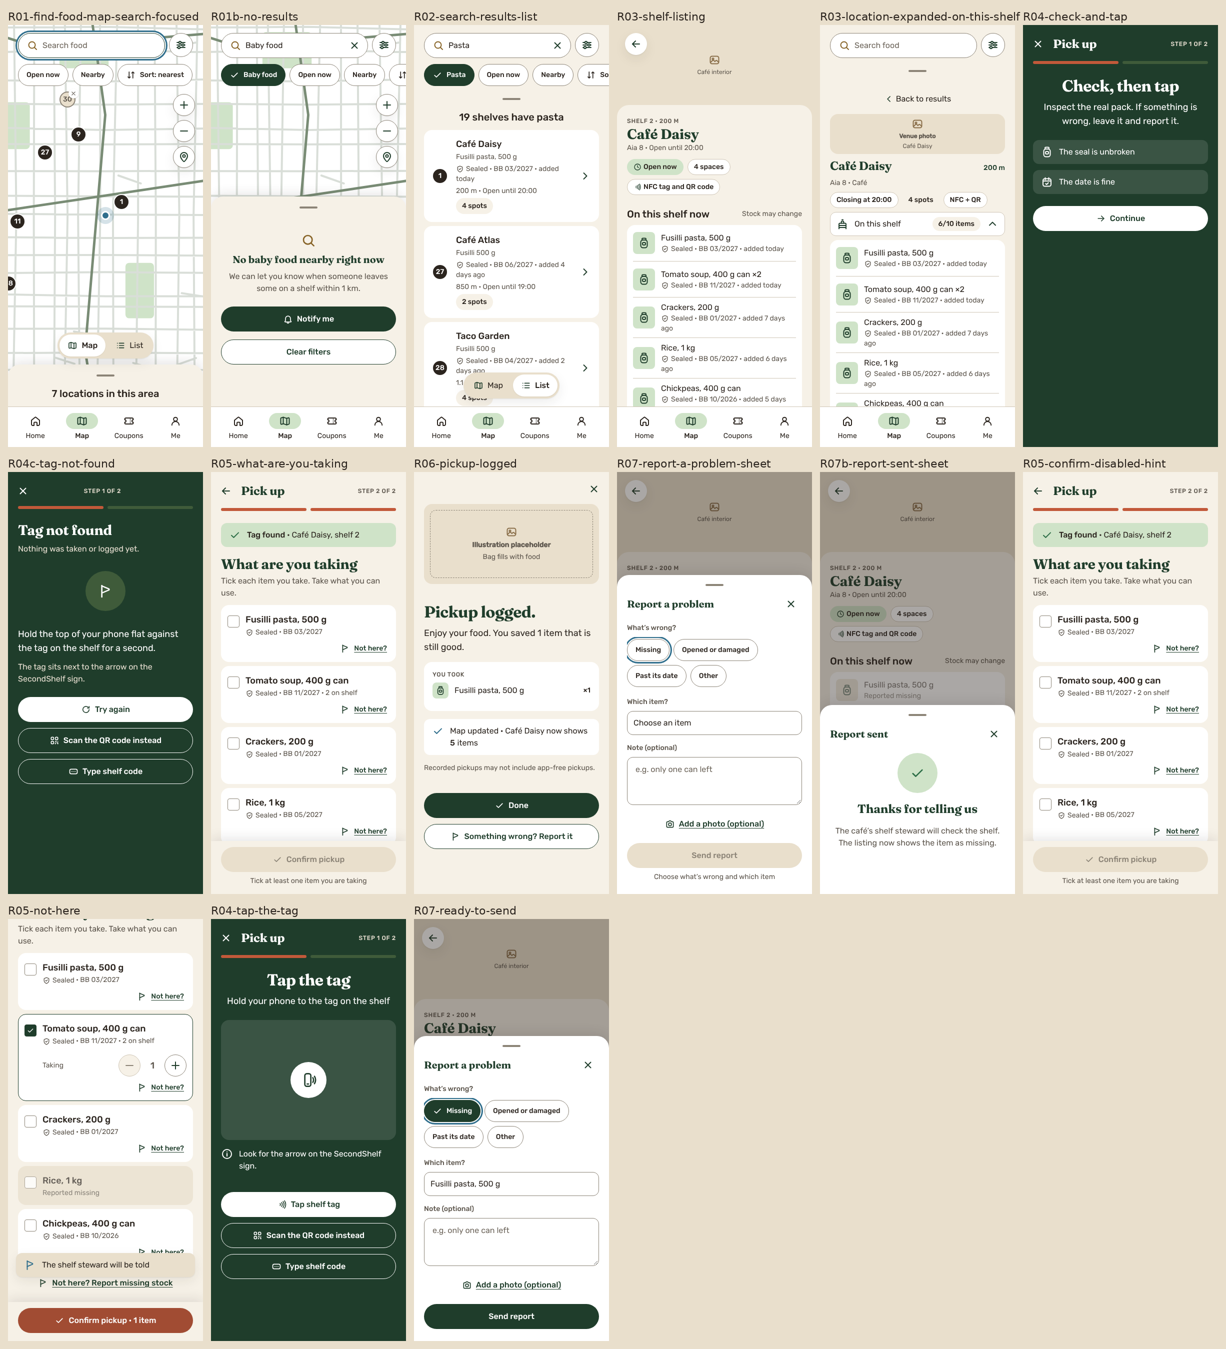 R01-find-food-map-search-focused
Search food
Open now
Nearby
Sort: nearest
30
9
27
1
11
8
Map
List
7 locations in this area
Home
Map
Coupons
Me
R01b-no-results
Baby food
Baby food
Open now
Nearby
No baby food nearby right now
We can let you know when someone leaves
some on a shelf within 1 km.
Notify me
Clear filters
Home
Map
Coupons
Me
R02-search-results-list
Pasta
Pasta
Open now
Nearby
So
19 shelves have pasta
1
Café Daisy
Fusilli pasta, 500 g
Sealed • BB 03/2027 • added
today
200 m • Open until 20:00
4 spots
27
Café Atlas
Fusilli 500 g
Sealed • BB 06/2027 • added 4
days ago
850 m • Open until 19:00
2 spots
28
Taco Garden
Fusilli 500 g
Sealed • BB 04/2027 • added 2
days ago
1.1
4 spots
Map
List
Home
Map
Coupons
Me
R03-shelf-listing
Café interior
SHELF 2 • 200 M
Café Daisy
Aia 8 • Open until 20:00
Open now
4 spaces
NFC tag and QR code
On this shelf now
Stock may change
Fusilli pasta, 500 g
Sealed • BB 03/2027 • added today
Tomato soup, 400 g can ×2
Sealed • BB 11/2027 • added today
Crackers, 200 g
Sealed • BB 01/2027 • added 7 days
ago
Rice, 1 kg
Sealed • BB 05/2027 • added 6 days
ago
Chickpeas, 400 g can
Sealed • BB 10/2026 • added 5 days
Home
Map
Coupons
Me
R03-location-expanded-on-this-shelf
Search food
Back to results
Venue photo
Café Daisy
Café Daisy
200 m
Aia 8 • Café
Closing at 20:00
4 spots
NFC + QR
On this shelf
6/10 items
Fusilli pasta, 500 g
Sealed • BB 03/2027 • added today
Tomato soup, 400 g can ×2
Sealed • BB 11/2027 • added today
Crackers, 200 g
Sealed • BB 01/2027 • added 7 days
ago
Rice, 1 kg
Sealed • BB 05/2027 • added 6 days
ago
Chickpeas, 400 g can
Home
Map
Coupons
Me
R04-check-and-tap
Pick up
STEP 1 OF 2
Check, then tap
Inspect the real pack. If something is
wrong, leave it and report it.
The seal is unbroken
The date is fine
Continue
R04c-tag-not-found
STEP 1 OF 2
Tag not found
Nothing was taken or logged yet.
Hold the top of your phone flat against
the tag on the shelf for a second.
The tag sits next to the arrow on the
SecondShelf sign.
Try again
Scan the QR code instead
Type shelf code
R05-what-are-you-taking
Pick up
STEP 2 OF 2
Tag found • Café Daisy, shelf 2
What are you taking
Tick each item you take. Take what you can
use.
Fusilli pasta, 500 g
Sealed • BB 03/2027
Not here?
Tomato soup, 400 g can
Sealed • BB 11/2027 • 2 on shelf
Not here?
Crackers, 200 g
Sealed • BB 01/2027
Not here?
Rice, 1 kg
Sealed • BB 05/2027
Not here?
Confirm pickup
Tick at least one item you are taking
R06-pickup-logged
Illustration placeholder
Bag fills with food
Pickup logged.
Enjoy your food. You saved 1 item that is
still good.
YOU TOOK
Fusilli pasta, 500 g
×1
Map updated • Café Daisy now shows
5 items
Recorded pickups may not include app-free pickups.
Done
Something wrong? Report it
R07-report-a-problem-sheet
Café interior
SHELF 2 • 200 M
Report a problem
What's wrong?
Missing
Opened or damaged
Past its date
Other
Which item?
Choose an item
Note (optional)
e.g. only one can left
Add a photo (optional)
Send report
Choose what's wrong and which item
R07b-report-sent-sheet
Café interior
SHELF 2 • 200 M
Café Daisy
Aia 8 • Open until 20:00
Open now
4 spaces
NFC tag and QR code
On this shelf now
Stock may change
Fusilli pasta, 500 g
Reported missing
Report sent
Thanks for telling us
The café's shelf steward will check the shelf.
The listing now shows the item as missing.
R05-confirm-disabled-hint
Pick up
STEP 2 OF 2
Tag found • Café Daisy, shelf 2
What are you taking
Tick each item you take. Take what you can
use.
Fusilli pasta, 500 g
Sealed • BB 03/2027
Not here?
Tomato soup, 400 g can
Sealed • BB 11/2027 • 2 on shelf
Not here?
Crackers, 200 g
Sealed • BB 01/2027
Not here?
Rice, 1 kg
Sealed • BB 05/2027
Not here?
Confirm pickup
Tick at least one item you are taking
R05-not-here
Tick each item you take. Take what you can
use.
Fusilli pasta, 500 g
Sealed • BB 03/2027
Not here?
Tomato soup, 400 g can
Sealed • BB 11/2027 • 2 on shelf
Taking
1
Not here?
Crackers, 200 g
Sealed • BB 01/2027
Not here?
Rice, 1 kg
Reported missing
Chickpeas, 400 g can
Sealed • BB 10/2026
Not here?
The shelf steward will be told
Not here? Report missing stock
Confirm pickup • 1 item
R04-tap-the-tag
Pick up
STEP 1 OF 2
Tap the tag
Hold your phone to the tag on the shelf
Look for the arrow on the SecondShelf
sign.
Tap shelf tag
Scan the QR code instead
Type shelf code
R07-ready-to-send
Café interior
SHELF 2 • 200 M
Café Daisy
Report a problem
What's wrong?
Missing
Opened or damaged
Past its date
Other
Which item?
Fusilli pasta, 500 g
Note (optional)
e.g. only one can left
Add a photo (optional)
Send report